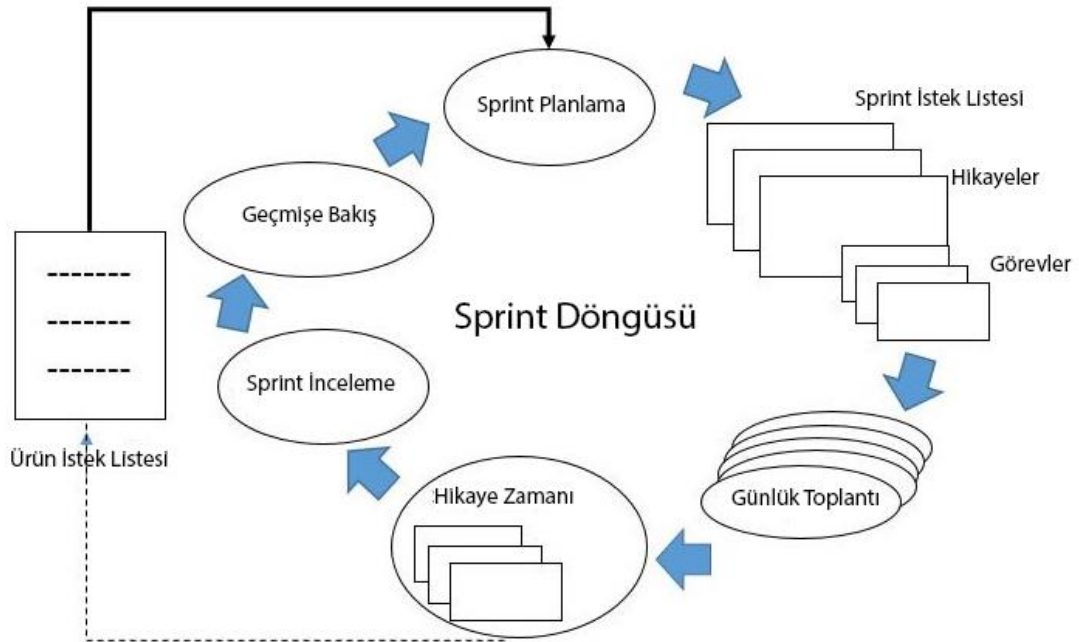 Sprint Planlama
Sprint İstek Listesi
Hikayeler
Görevler
Geçmişe Bakış
Sprint Döngüsü
Sprint İnceleme
Ürün İstek Listesi
Günlük Toplantı
Hikaye Zamanı